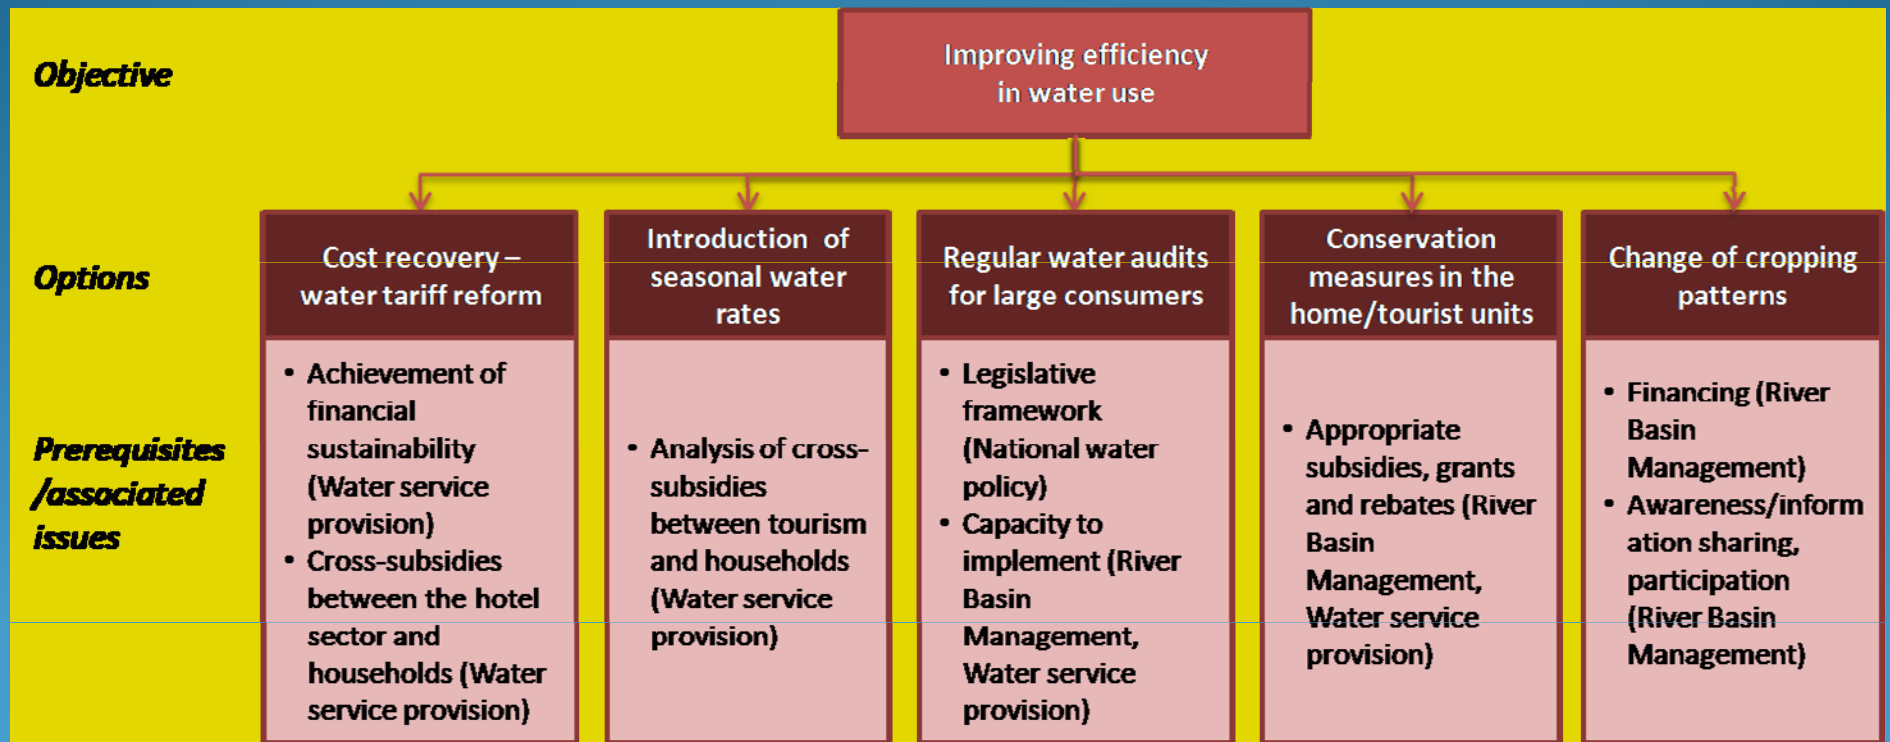 Objective
Improving efficiency
in water use
Options
Cost recovery –
water tariff reform
Introduction of
seasonal water
rates
Regular water audits
for large consumers
Conservation
measures in the
home/tourist units
Change of cropping
patterns
Prerequisites
/associated
issues
• Achievement of
financial
sustainability
(Water service
provision)
• Cross-subsidies
between the hotel
sector and
households (Water
service provision)
• Analysis of cross-
subsidies
between tourism
and households
(Water service
provision)
• Legislative
framework
(National water
policy)
• Capacity to
implement (River
Basin
Management,
Water service
provision)
• Appropriate
subsidies, grants
and rebates (River
Basin
Management,
Water service
provision)
• Financing (River
Basin
Management)
• Awareness/inform
ation sharing,
participation
(River Basin
Management)